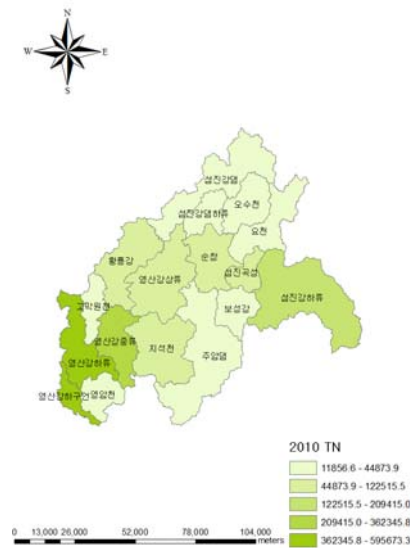 N
W E
S
섬진강댐
오수천
섬진강댐하류
요천
황룡강
순창
영산강상류
섬진곡성
고막원천
보성강
섬진강하류
영산강중류
지석천
주암댐
영산강하류
영산강하구언
영암천
2010 TN
11856.6 - 44873.9
44873.9 - 122515.5
122515.5 - 209415.0
209415.0 - 362345.8
362345.8 - 595673.3
0 13,000 26,000 52,000 78,000 104,000
meters